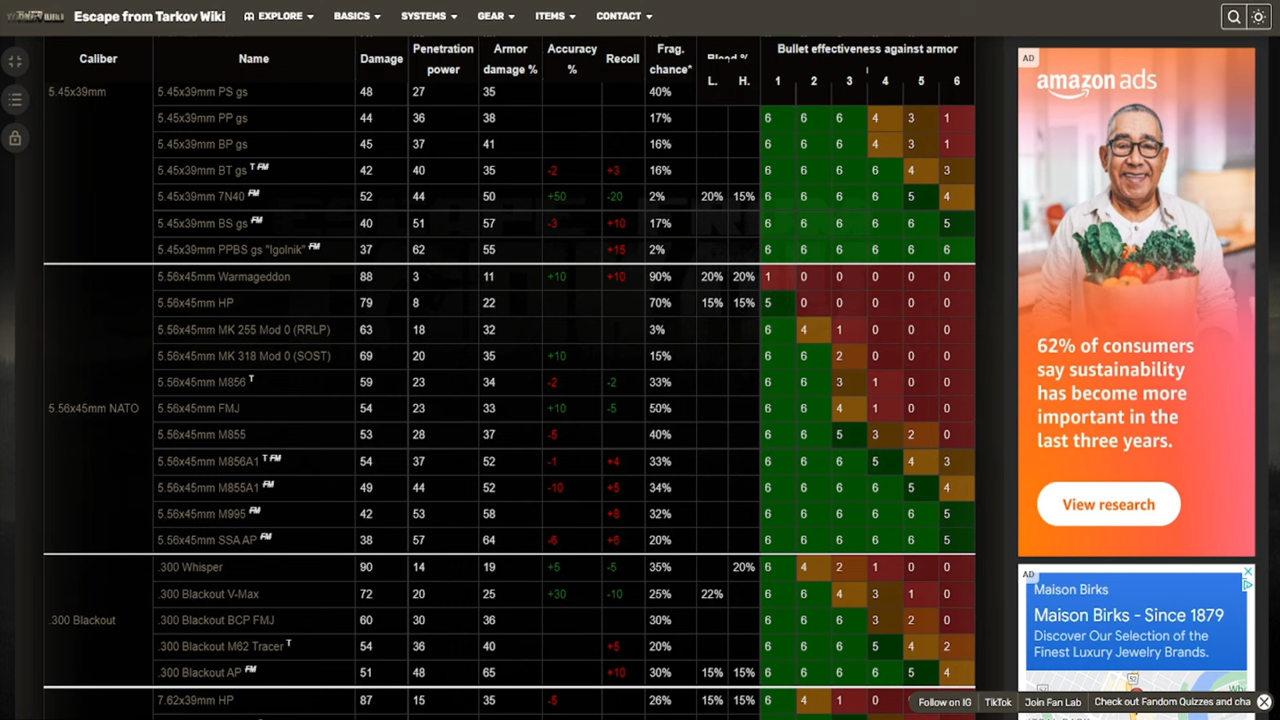 Escape from Tarkov Wiki EXPLORE BASICS SYSTEMS GEAR ITEMS CONTACT
Caliber Name Damage Penetration power Armor damage % Accuracy % Recoil Frag. chance* Bleed % L. H. Bullet effectiveness against armor 1 2 3 4 5 6
5.45x39mm 5.45x39mm PS gs 48 27 35 40%
5.45x39mm PP gs 44 36 38 17% 6 6 6 4 3 1
5.45x39mm BP gs 45 37 41 16% 6 6 6 4 3 1
5.45x39mm BT gs T FM 42 40 35 -2 +3 16% 6 6 6 6 4 3
5.45x39mm 7N40 FM 52 44 50 +50 -20 2% 20% 15% 6 6 6 6 5 4
5.45x39mm BS gs FM 40 51 57 -3 +10 17% 6 6 6 6 6 5
5.45x39mm PPBS gs "Igolnik" FM 37 62 55 +15 2% 6 6 6 6 6 6
5.56x45mm Warmageddon 88 3 11 +10 +10 90% 20% 20% 1 0 0 0 0 0
5.56x45mm HP 79 8 22 70% 15% 15% 5 0 0 0 0 0
5.56x45mm MK 255 Mod 0 (RRLP) 63 18 32 3% 6 4 1 0 0 0
5.56x45mm MK 318 Mod 0 (SOST) 69 20 35 +10 15% 6 6 2 0 0 0
5.56x45mm M856 T 59 23 34 -2 -2 33% 6 6 3 1 0 0
5.56x45mm NATO 5.56x45mm FMJ 54 23 33 +10 -5 50% 6 6 4 1 0 0
5.56x45mm M855 53 28 37 -5 40% 6 6 5 3 2 0
5.56x45mm M856A1 T FM 54 37 52 -1 +4 33% 6 6 6 5 4 3
5.56x45mm M855A1 FM 49 44 52 -10 +5 34% 6 6 6 6 5 4
5.56x45mm M995 FM 42 53 58 +8 32% 6 6 6 6 6 5
5.56x45mm SSA AP FM 38 57 64 -6 +6 20% 6 6 6 6 6 5
.300 Whisper 90 14 19 +5 -5 35% 20% 6 4 2 1 0 0
.300 Blackout V-Max 72 20 25 +30 -10 25% 22% 6 6 4 3 1 0
.300 Blackout .300 Blackout BCP FMJ 60 30 36 30% 6 6 6 3 2 0
.300 Blackout M62 Tracer T 54 36 40 +5 20% 6 6 6 5 4 2
.300 Blackout AP FM 51 48 65 +10 30% 15% 15% 6 6 6 6 5 4
7.62x39mm HP 87 15 35 -5 26% 15% 15% 6 4 1 0 0
AD
amazon ads
62% of consumers
say sustainability
has become more
important in the
last three years.
View research
AD
Maison Birks
Maison Birks - Since 1879
Discover Our Selection of the
Finest Luxury Jewelry Brands.
Follow on IG TikTok Join Fan Lab Check out Fandom Quizzes and cha